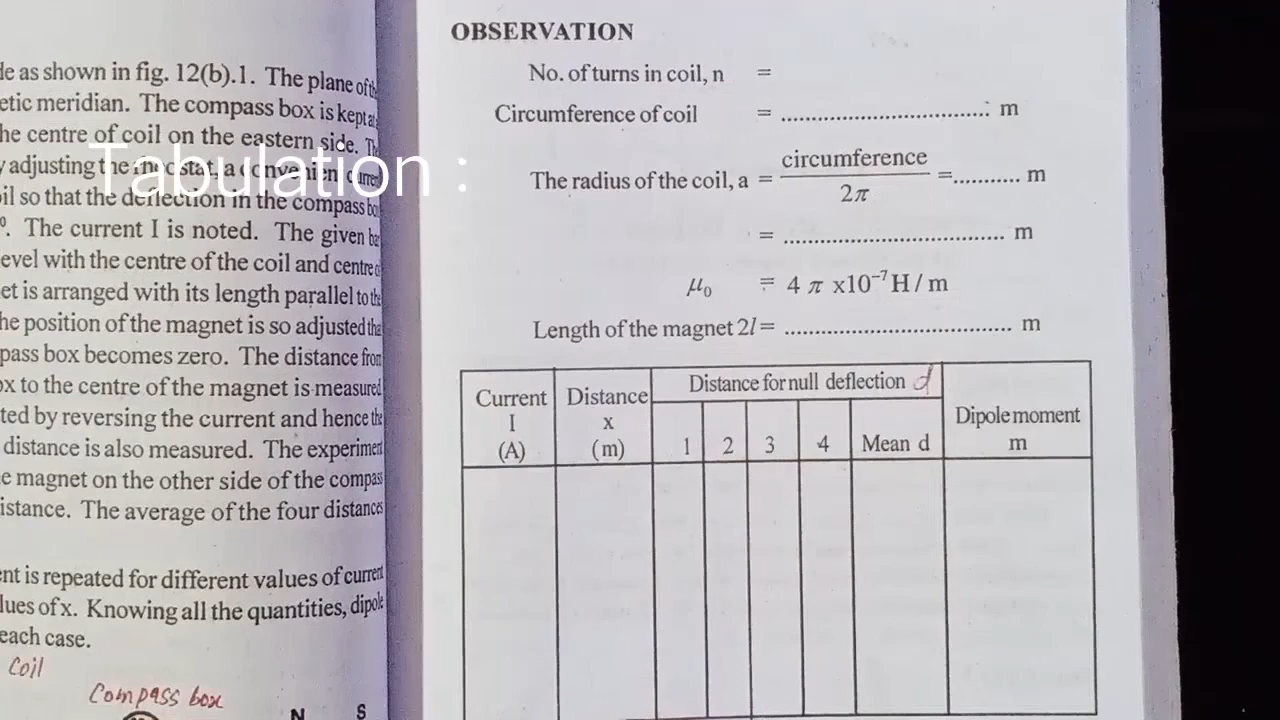 de as shown in fig. 12(b).1. The plane of th
etic meridian. The compass box is kept at
he centre of coil on the eastern side. Th
y adjusting the rheostat, a convenient current
oil so that the deflection in the compass box
⁰. The current I is noted. The given bar
evel with the centre of the coil and centre of
et is arranged with its length parallel to the
he position of the magnet is so adjusted that
pass box becomes zero. The distance from
ox to the centre of the magnet is measured
ted by reversing the current and hence the
distance is also measured. The experiment
e magnet on the other side of the compass
istance. The average of the four distances
ent is repeated for different values of current
lues of x. Knowing all the quantities, dipole
each case.
Coil
Compass box
N S
Tabulation :
OBSERVATION
No. of turns in coil, n =
Circumference of coil = .................................. m
The radius of the coil, a = circumference / 2π = ........... m
= .................................... m
μ₀ = 4 π x10⁻⁷ H / m
Length of the magnet 2l = ..................................... m
Current I (A)
Distance x (m)
Distance for null deflection d
1 2 3 4 Mean d
Dipole moment m